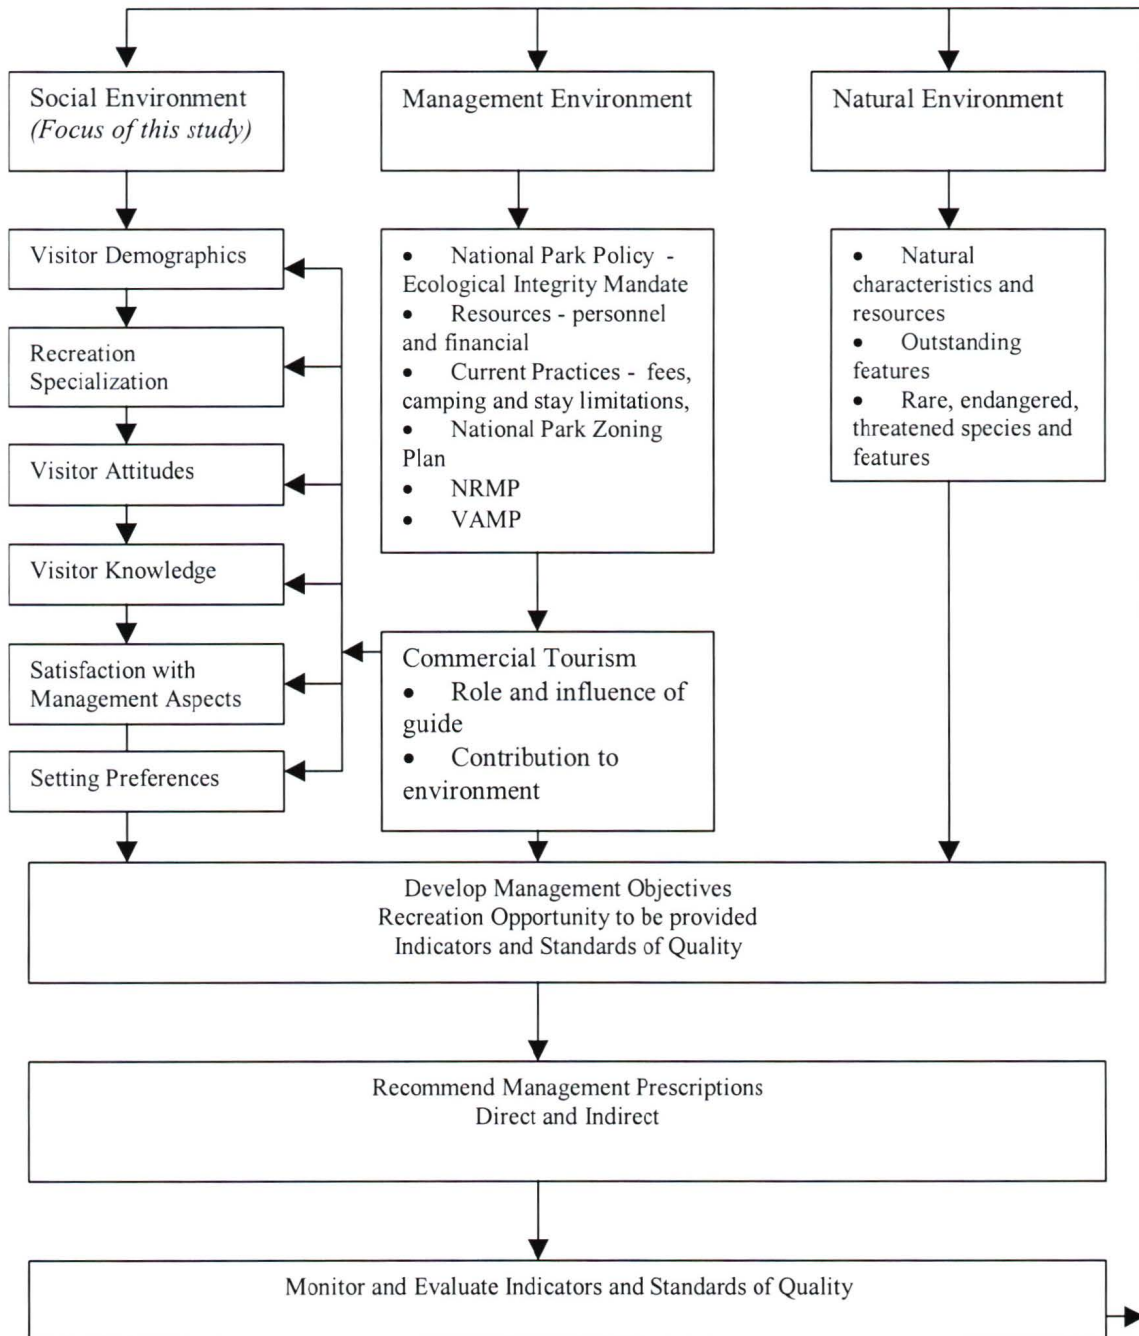 Social Environment
(Focus of this study)
Management Environment
Natural Environment
Visitor Demographics
Recreation
Specialization
Visitor Attitudes
Visitor Knowledge
Satisfaction with
Management Aspects
Setting Preferences
• National Park Policy -
Ecological Integrity Mandate
• Resources - personnel
and financial
• Current Practices - fees,
camping and stay limitations,
• National Park Zoning
Plan
• NRMP
• VAMP
Commercial Tourism
• Role and influence of
guide
• Contribution to
environment
• Natural
characteristics and
resources
• Outstanding
features
• Rare, endangered,
threatened species and
features
Develop Management Objectives
Recreation Opportunity to be provided
Indicators and Standards of Quality
Recommend Management Prescriptions
Direct and Indirect
Monitor and Evaluate Indicators and Standards of Quality